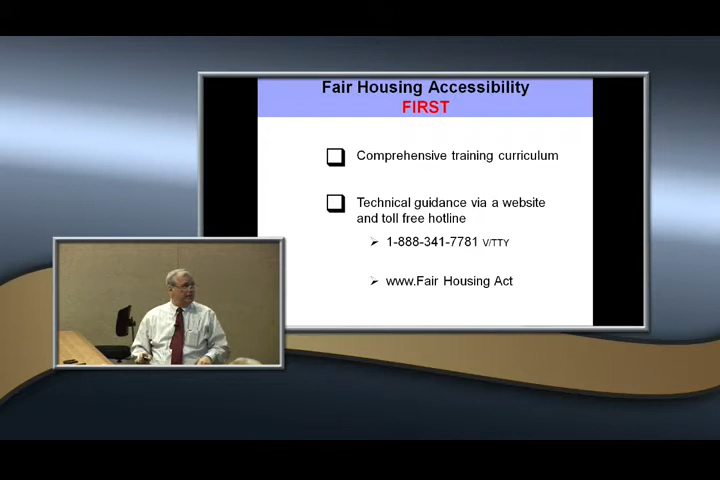 Fair Housing Accessibility
FIRST
Comprehensive training curriculum
Technical guidance via a website
and toll free hotline
1-888-341-7781 V/TTY
www.Fair Housing Act